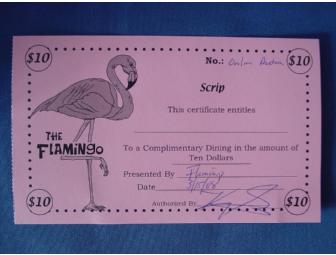 $10 $10
No.: Online Auction
Scrip
This certificate entitles
THE
FLAMINGO
To a Complimentary Dining in the amount of
Ten Dollars
Presented By Flamingo
Date
Authorized By
$10 $10